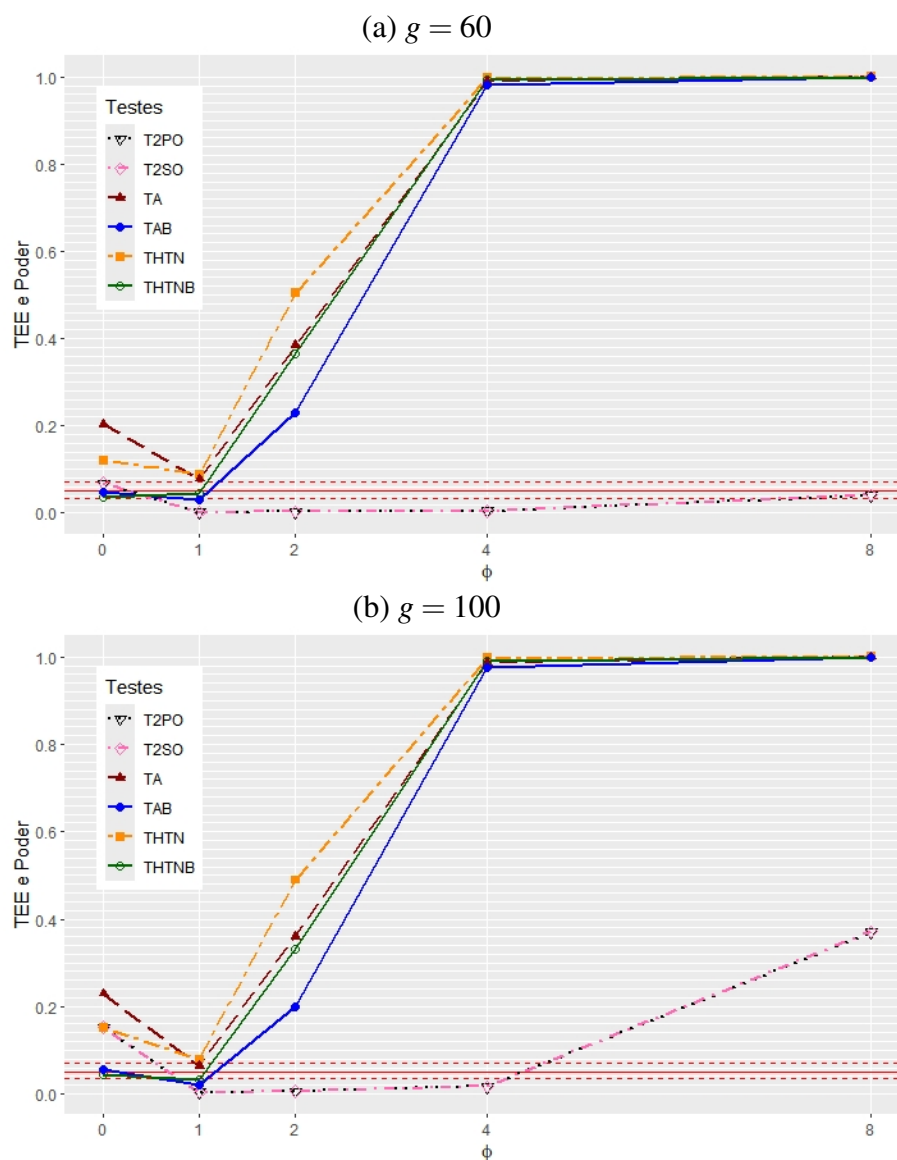 (a) g = 60
1.0
0.8
0.6
0.4
0.2
0.0
TEE e Poder
Testes
T2PO
T2SO
TA
TAB
THTN
THTNB
0 1 2 4 8
ϕ
(b) g = 100
1.0
0.8
0.6
0.4
0.2
0.0
TEE e Poder
Testes
T2PO
T2SO
TA
TAB
THTN
THTNB
0 1 2 4 8
ϕ